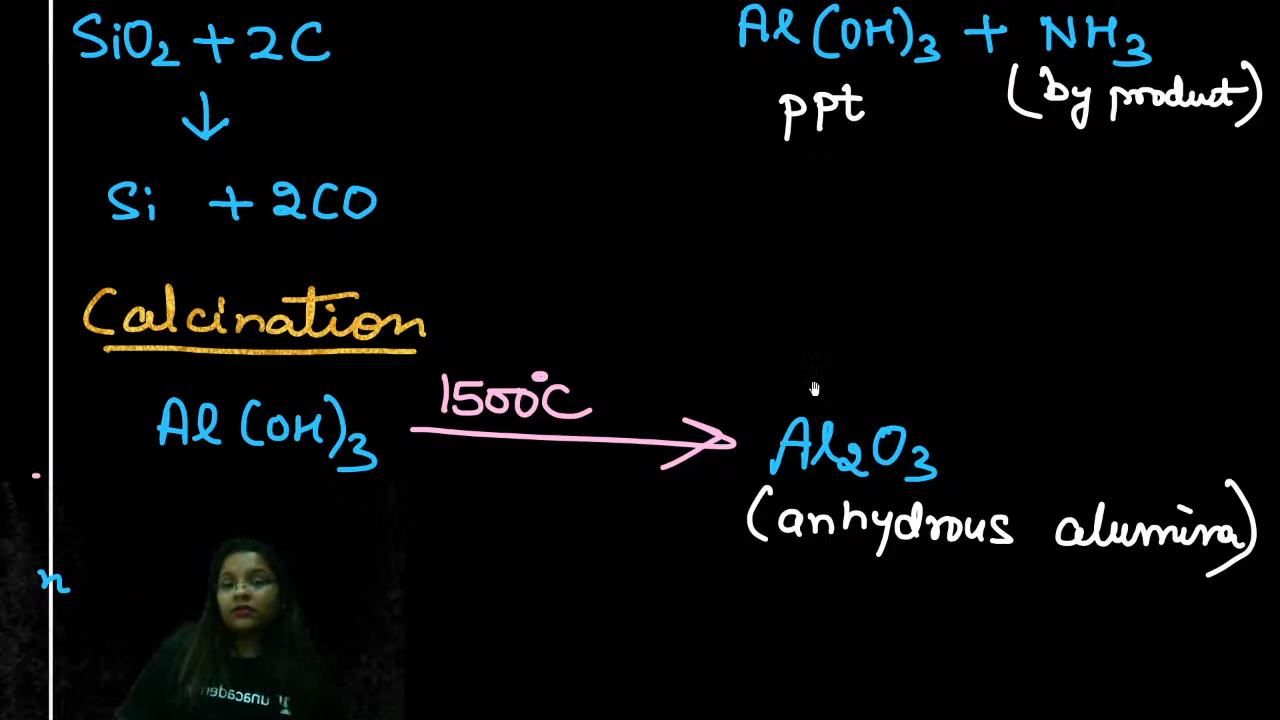 SiO2 + 2C
↓
Si + 2CO
Al(OH)3 + NH3
ppt (by product)
Calcination
Al(OH)3 1500°C → Al2O3
(anhydrous alumina)
n
unacadem